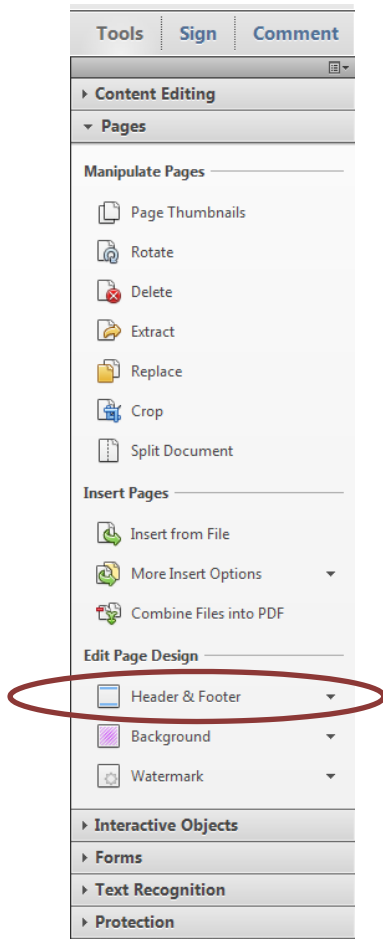 Tools Sign Comment
Content Editing
Pages
Manipulate Pages
Page Thumbnails
Rotate
Delete
Extract
Replace
Crop
Split Document
Insert Pages
Insert from File
More Insert Options
Combine Files into PDF
Edit Page Design
Header & Footer
Background
Watermark
Interactive Objects
Forms
Text Recognition
Protection